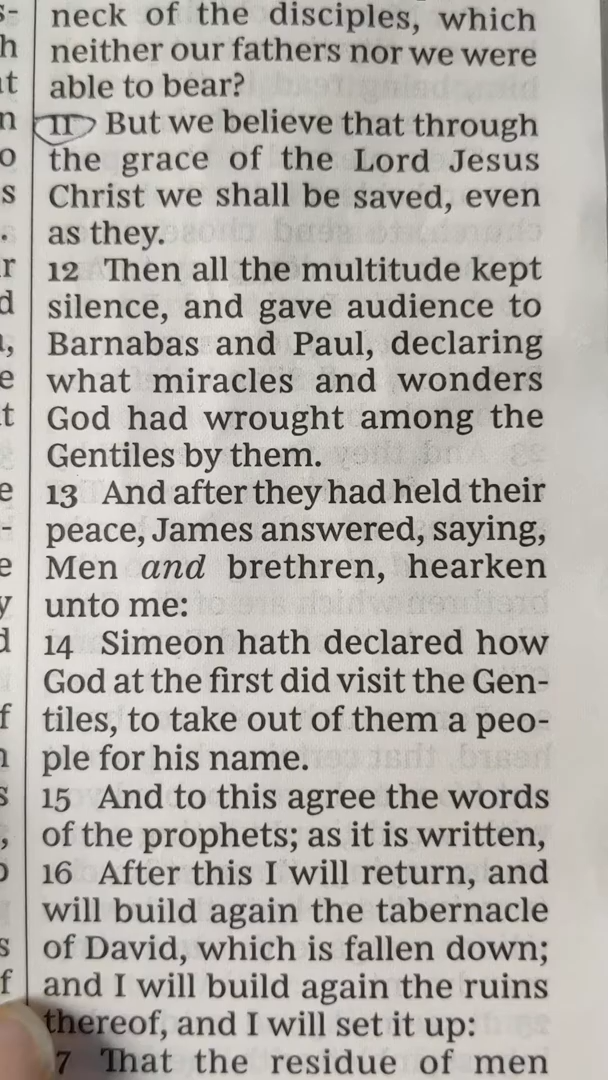 neck of the disciples, which
neither our fathers nor we were
able to bear?
11 But we believe that through
the grace of the Lord Jesus
Christ we shall be saved, even
as they.
12 Then all the multitude kept
silence, and gave audience to
Barnabas and Paul, declaring
what miracles and wonders
God had wrought among the
Gentiles by them.
13 And after they had held their
peace, James answered, saying,
Men and brethren, hearken
unto me:
14 Simeon hath declared how
God at the first did visit the Gen-
tiles, to take out of them a peo-
ple for his name.
15 And to this agree the words
of the prophets; as it is written,
16 After this I will return, and
will build again the tabernacle
of David, which is fallen down;
and I will build again the ruins
thereof, and I will set it up:
7 That the residue of men